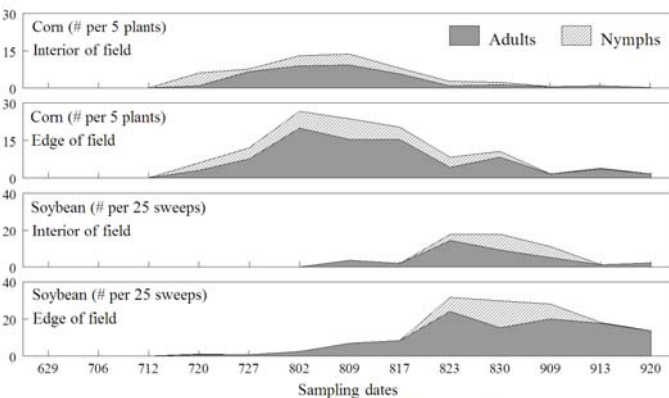 30
15
0
Corn (# per 5 plants)
Interior of field
Adults
Nymphs
30
15
0
Corn (# per 5 plants)
Edge of field
40
20
0
Soybean (# per 25 sweeps)
Interior of field
40
20
0
Soybean (# per 25 sweeps)
Edge of field
629 706 712 720 727 802 809 817 823 830 909 913 920
Sampling dates